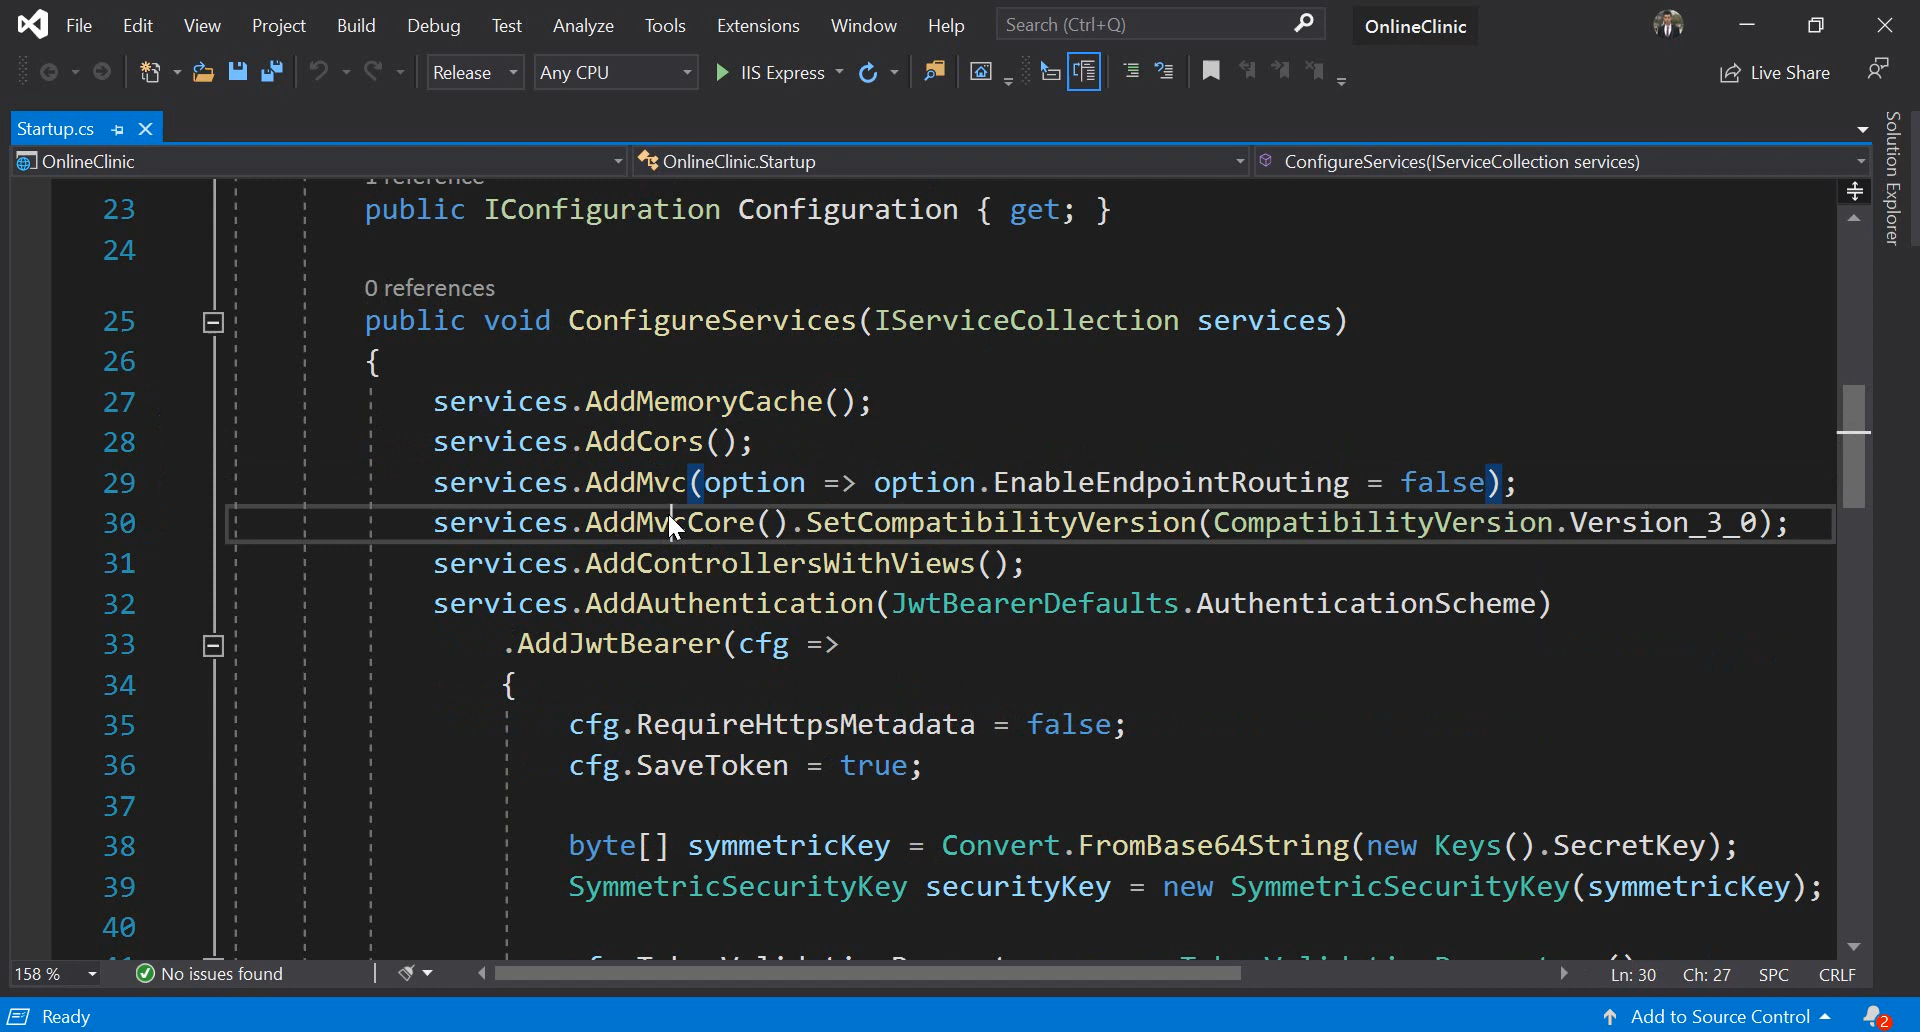 File Edit View Project Build Debug Test Analyze Tools Extensions Window Help Search (Ctrl+Q) OnlineClinic
Release Any CPU IIS Express Live Share
Startup.cs
OnlineClinic OnlineClinic.Startup ConfigureServices(IServiceCollection services)
Solution Explorer
1 reference
23 public IConfiguration Configuration { get; }
24
0 references
25 public void ConfigureServices(IServiceCollection services)
26 {
27 services.AddMemoryCache();
28 services.AddCors();
29 services.AddMvc(option => option.EnableEndpointRouting = false);
30 services.AddMvcCore().SetCompatibilityVersion(CompatibilityVersion.Version_3_0);
31 services.AddControllersWithViews();
32 services.AddAuthentication(JwtBearerDefaults.AuthenticationScheme)
33 .AddJwtBearer(cfg =>
34 {
35 cfg.RequireHttpsMetadata = false;
36 cfg.SaveToken = true;
37
38 byte[] symmetricKey = Convert.FromBase64String(new Keys().SecretKey);
39 SymmetricSecurityKey securityKey = new SymmetricSecurityKey(symmetricKey);
40
158 % No issues found Ln: 30 Ch: 27 SPC CRLF
Ready Add to Source Control 2